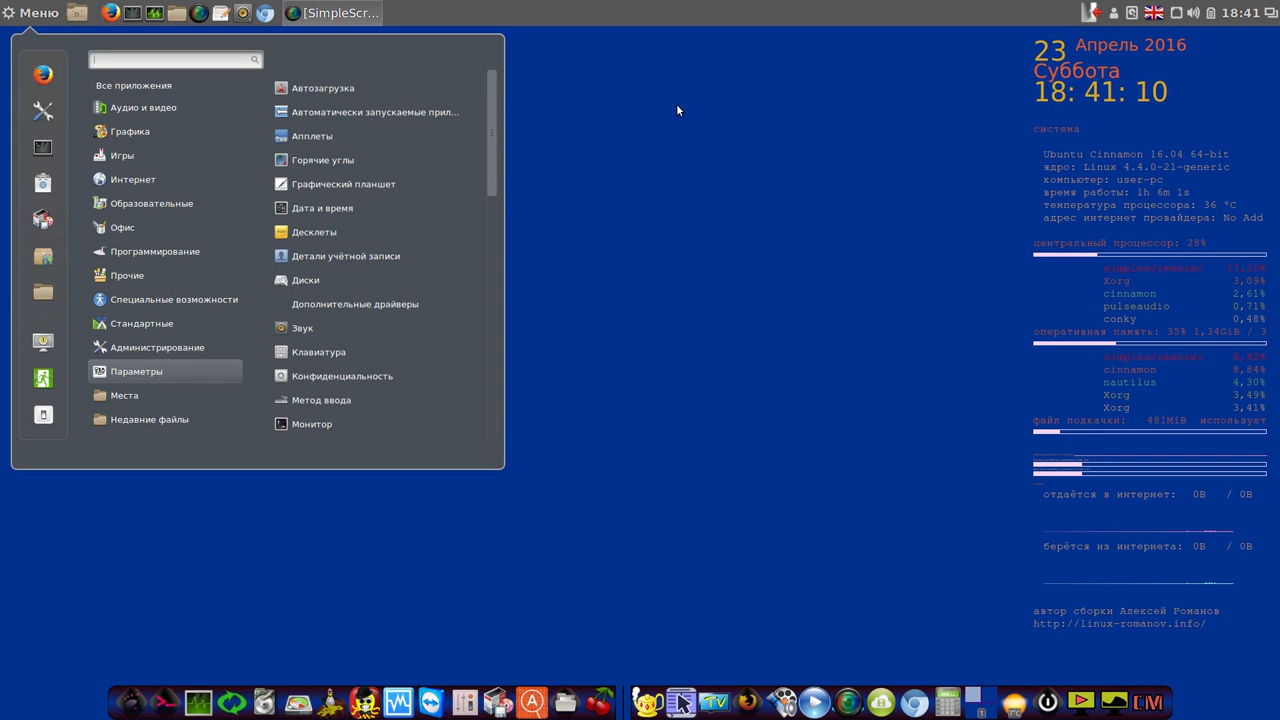 Меню
[SimpleScr...
18:41
Все приложения
Аудио и видео
Графика
Игры
Интернет
Образовательные
Офис
Программирование
Прочие
Специальные возможности
Стандартные
Администрирование
Параметры
Места
Недавние файлы
Автозагрузка
Автоматически запускаемые прил...
Апплеты
Горячие углы
Графический планшет
Дата и время
Десклеты
Детали учётной записи
Диски
Дополнительные драйверы
Звук
Клавиатура
Конфиденциальность
Метод ввода
Монитор
23 Апрель 2016
Суббота
18: 41: 10
система
Ubuntu Cinnamon 16.04 64-bit
ядро: Linux 4.4.0-21-generic
компьютер: user-pc
время работы: 1h 6m 1s
температура процессора: 36 °C
адрес интернет провайдера: No Add
центральный процессор: 28%
simplescreenrec 17,10%
Xorg 3,09%
cinnamon 2,61%
pulseaudio 0,71%
conky 0,48%
оперативная память: 35% 1,34GiB / 3
simplescreenrec 8,92%
cinnamon 8,84%
nautilus 4,30%
Xorg 3,49%
Xorg 3,41%
файл подкачки: 481MiB использует
отдаётся в интернет: 0B / 0B
берётся из интернета: 0B / 0B
автор сборки Алексей Романов
http://linux-romanov.info/
TV